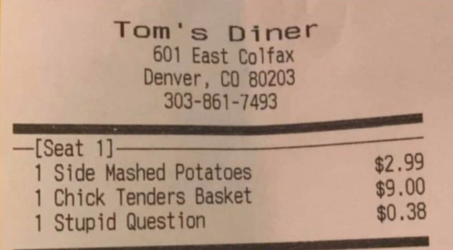 Tom's Diner
601 East Colfax
Denver, CO 80203
303-861-7493
[Seat 1]
1 Side Mashed Potatoes $2.99
1 Chick Tenders Basket $9.00
1 Stupid Question $0.38